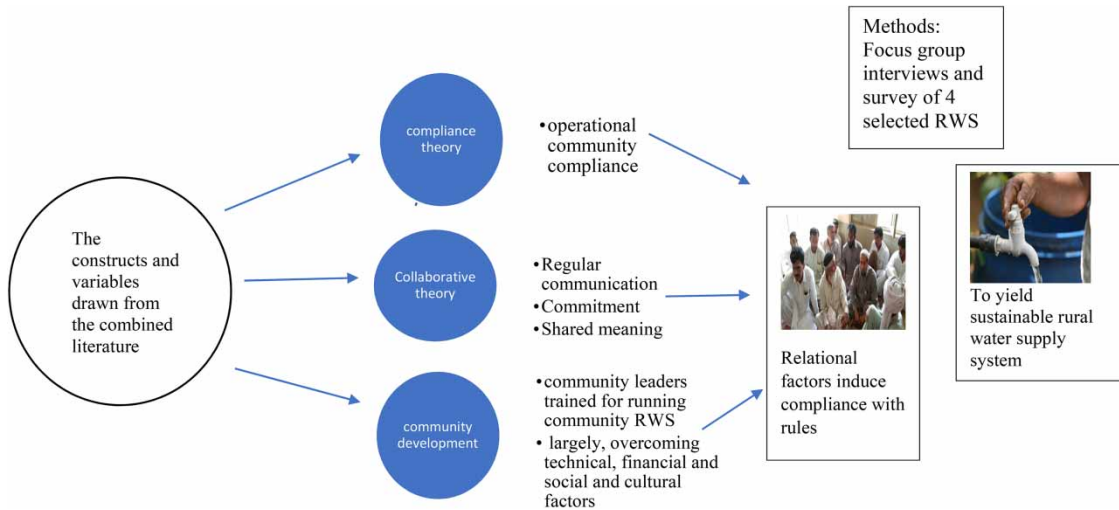 The
constructs and
variables
drawn from
the combined
literature
compliance
theory
•operational
community
compliance
Collaborative
theory
•Regular
communication
•Commitment
•Shared meaning
community
development
•community leaders
trained for running
community RWS
• largely, overcoming
technical, financial and
social and cultural
factors
Relational
factors induce
compliance with
rules
Methods:
Focus group
interviews and
survey of 4
selected RWS
To yield
sustainable rural
water supply
system